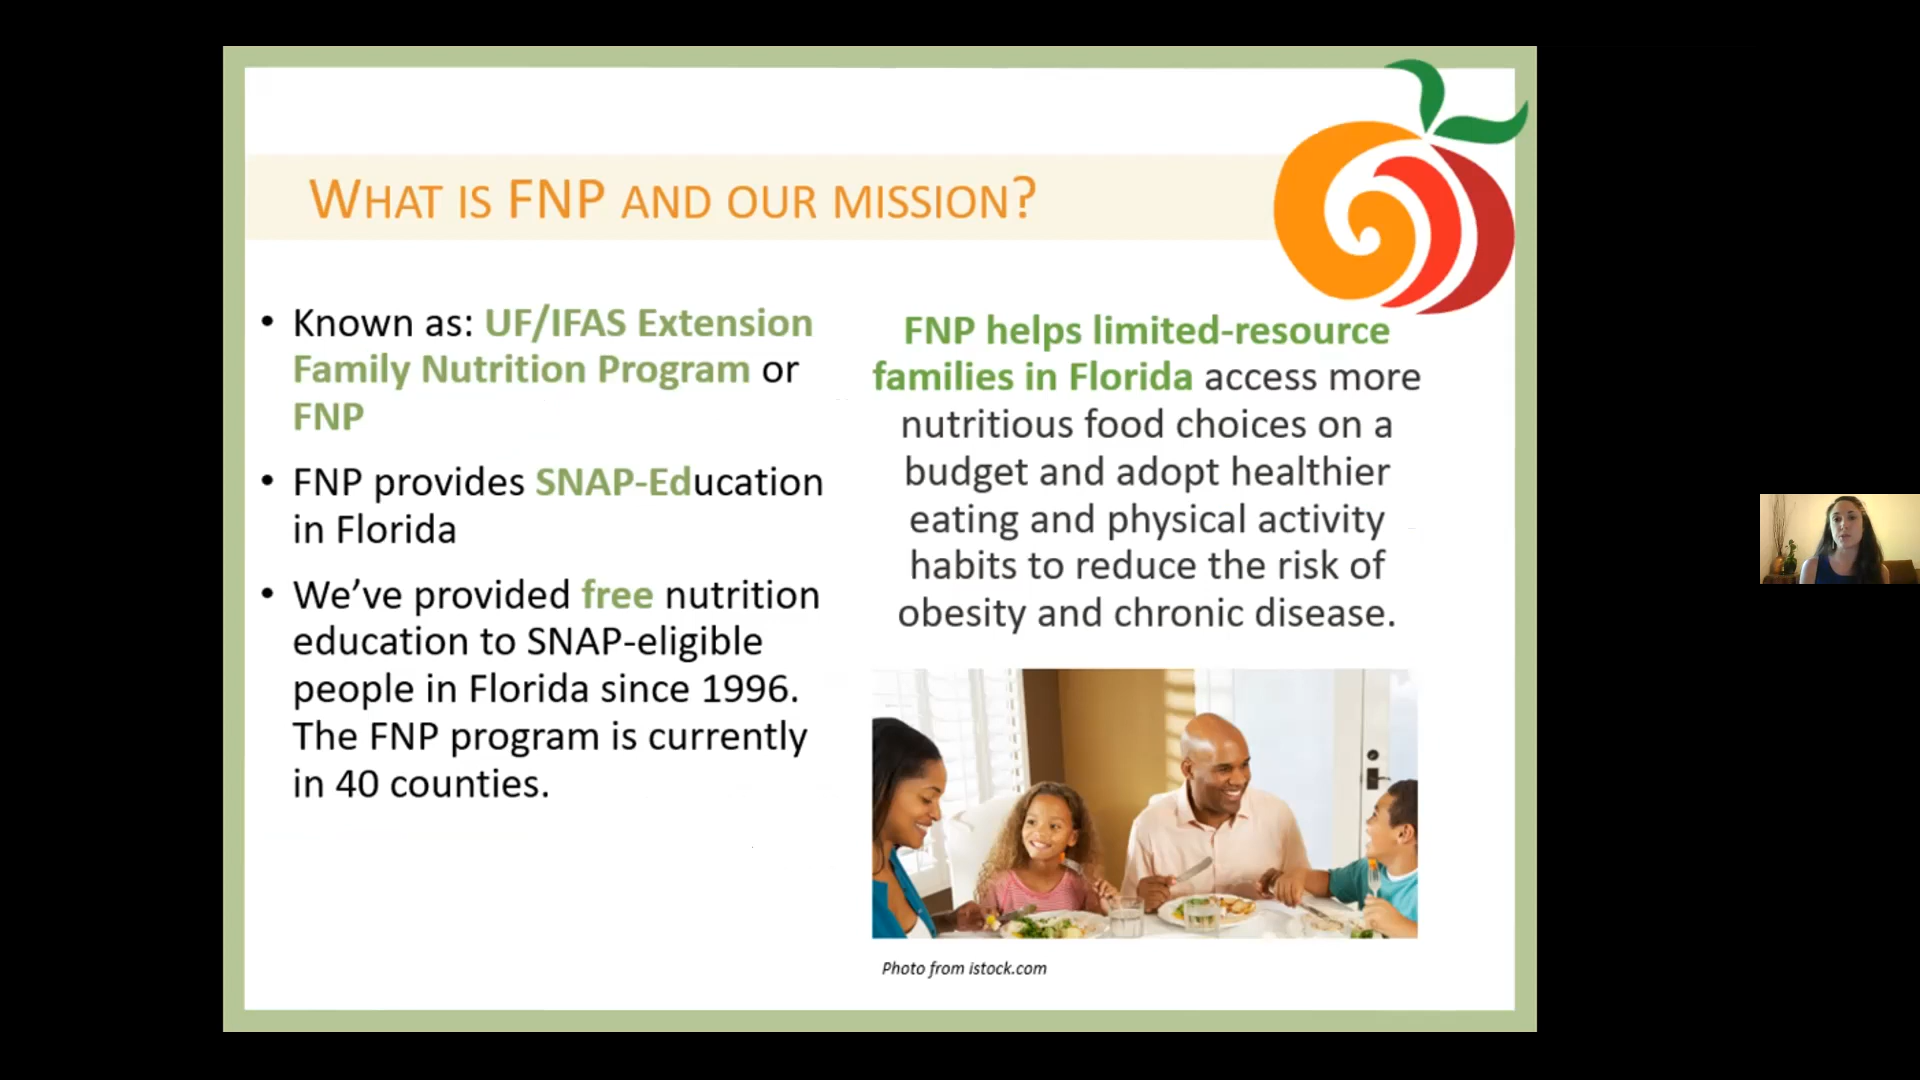 WHAT IS FNP AND OUR MISSION?
• Known as: UF/IFAS Extension
Family Nutrition Program or
FNP
• FNP provides SNAP-Education
in Florida
• We’ve provided free nutrition
education to SNAP-eligible
people in Florida since 1996.
The FNP program is currently
in 40 counties.
FNP helps limited-resource
families in Florida access more
nutritious food choices on a
budget and adopt healthier
eating and physical activity
habits to reduce the risk of
obesity and chronic disease.
Photo from istock.com